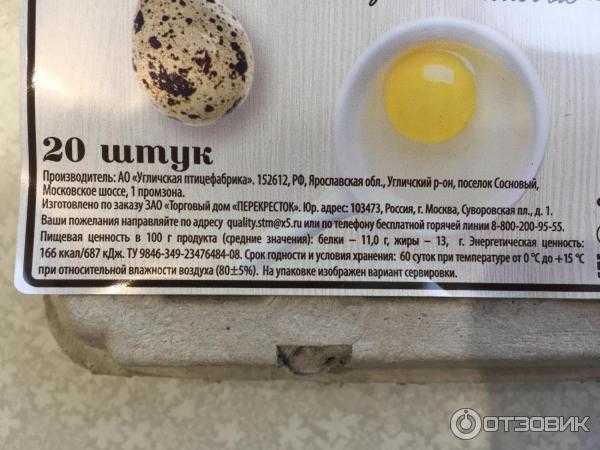 20 штук
Производитель: АО «Угличская птицефабрика». 152612, РФ, Ярославская обл., Угличский р-он, поселок Сосновый,
Московское шоссе, 1 промзона.
Изготовлено по заказу ЗАО «Торговый дом «ПЕРЕКРЕСТОК». Юр. адрес: 103473, Россия, г. Москва, Суворовская пл., д. 1.
Ваши пожелания направляйте по адресу quality.stm@x5.ru или по телефону бесплатной горячей линии 8-800-200-95-55.
Пищевая ценность в 100 г продукта (средние значения): белки – 11,0 г, жиры – 13, г. Энергетическая ценность:
166 ккал/687 кДж. ТУ 9846-349-23476484-08. Срок годности и условия хранения: 60 суток при температуре от 0 °С до +15 °С
при относительной влажности воздуха (80±5%). На упаковке изображен вариант сервировки.
ОТЗОВИК